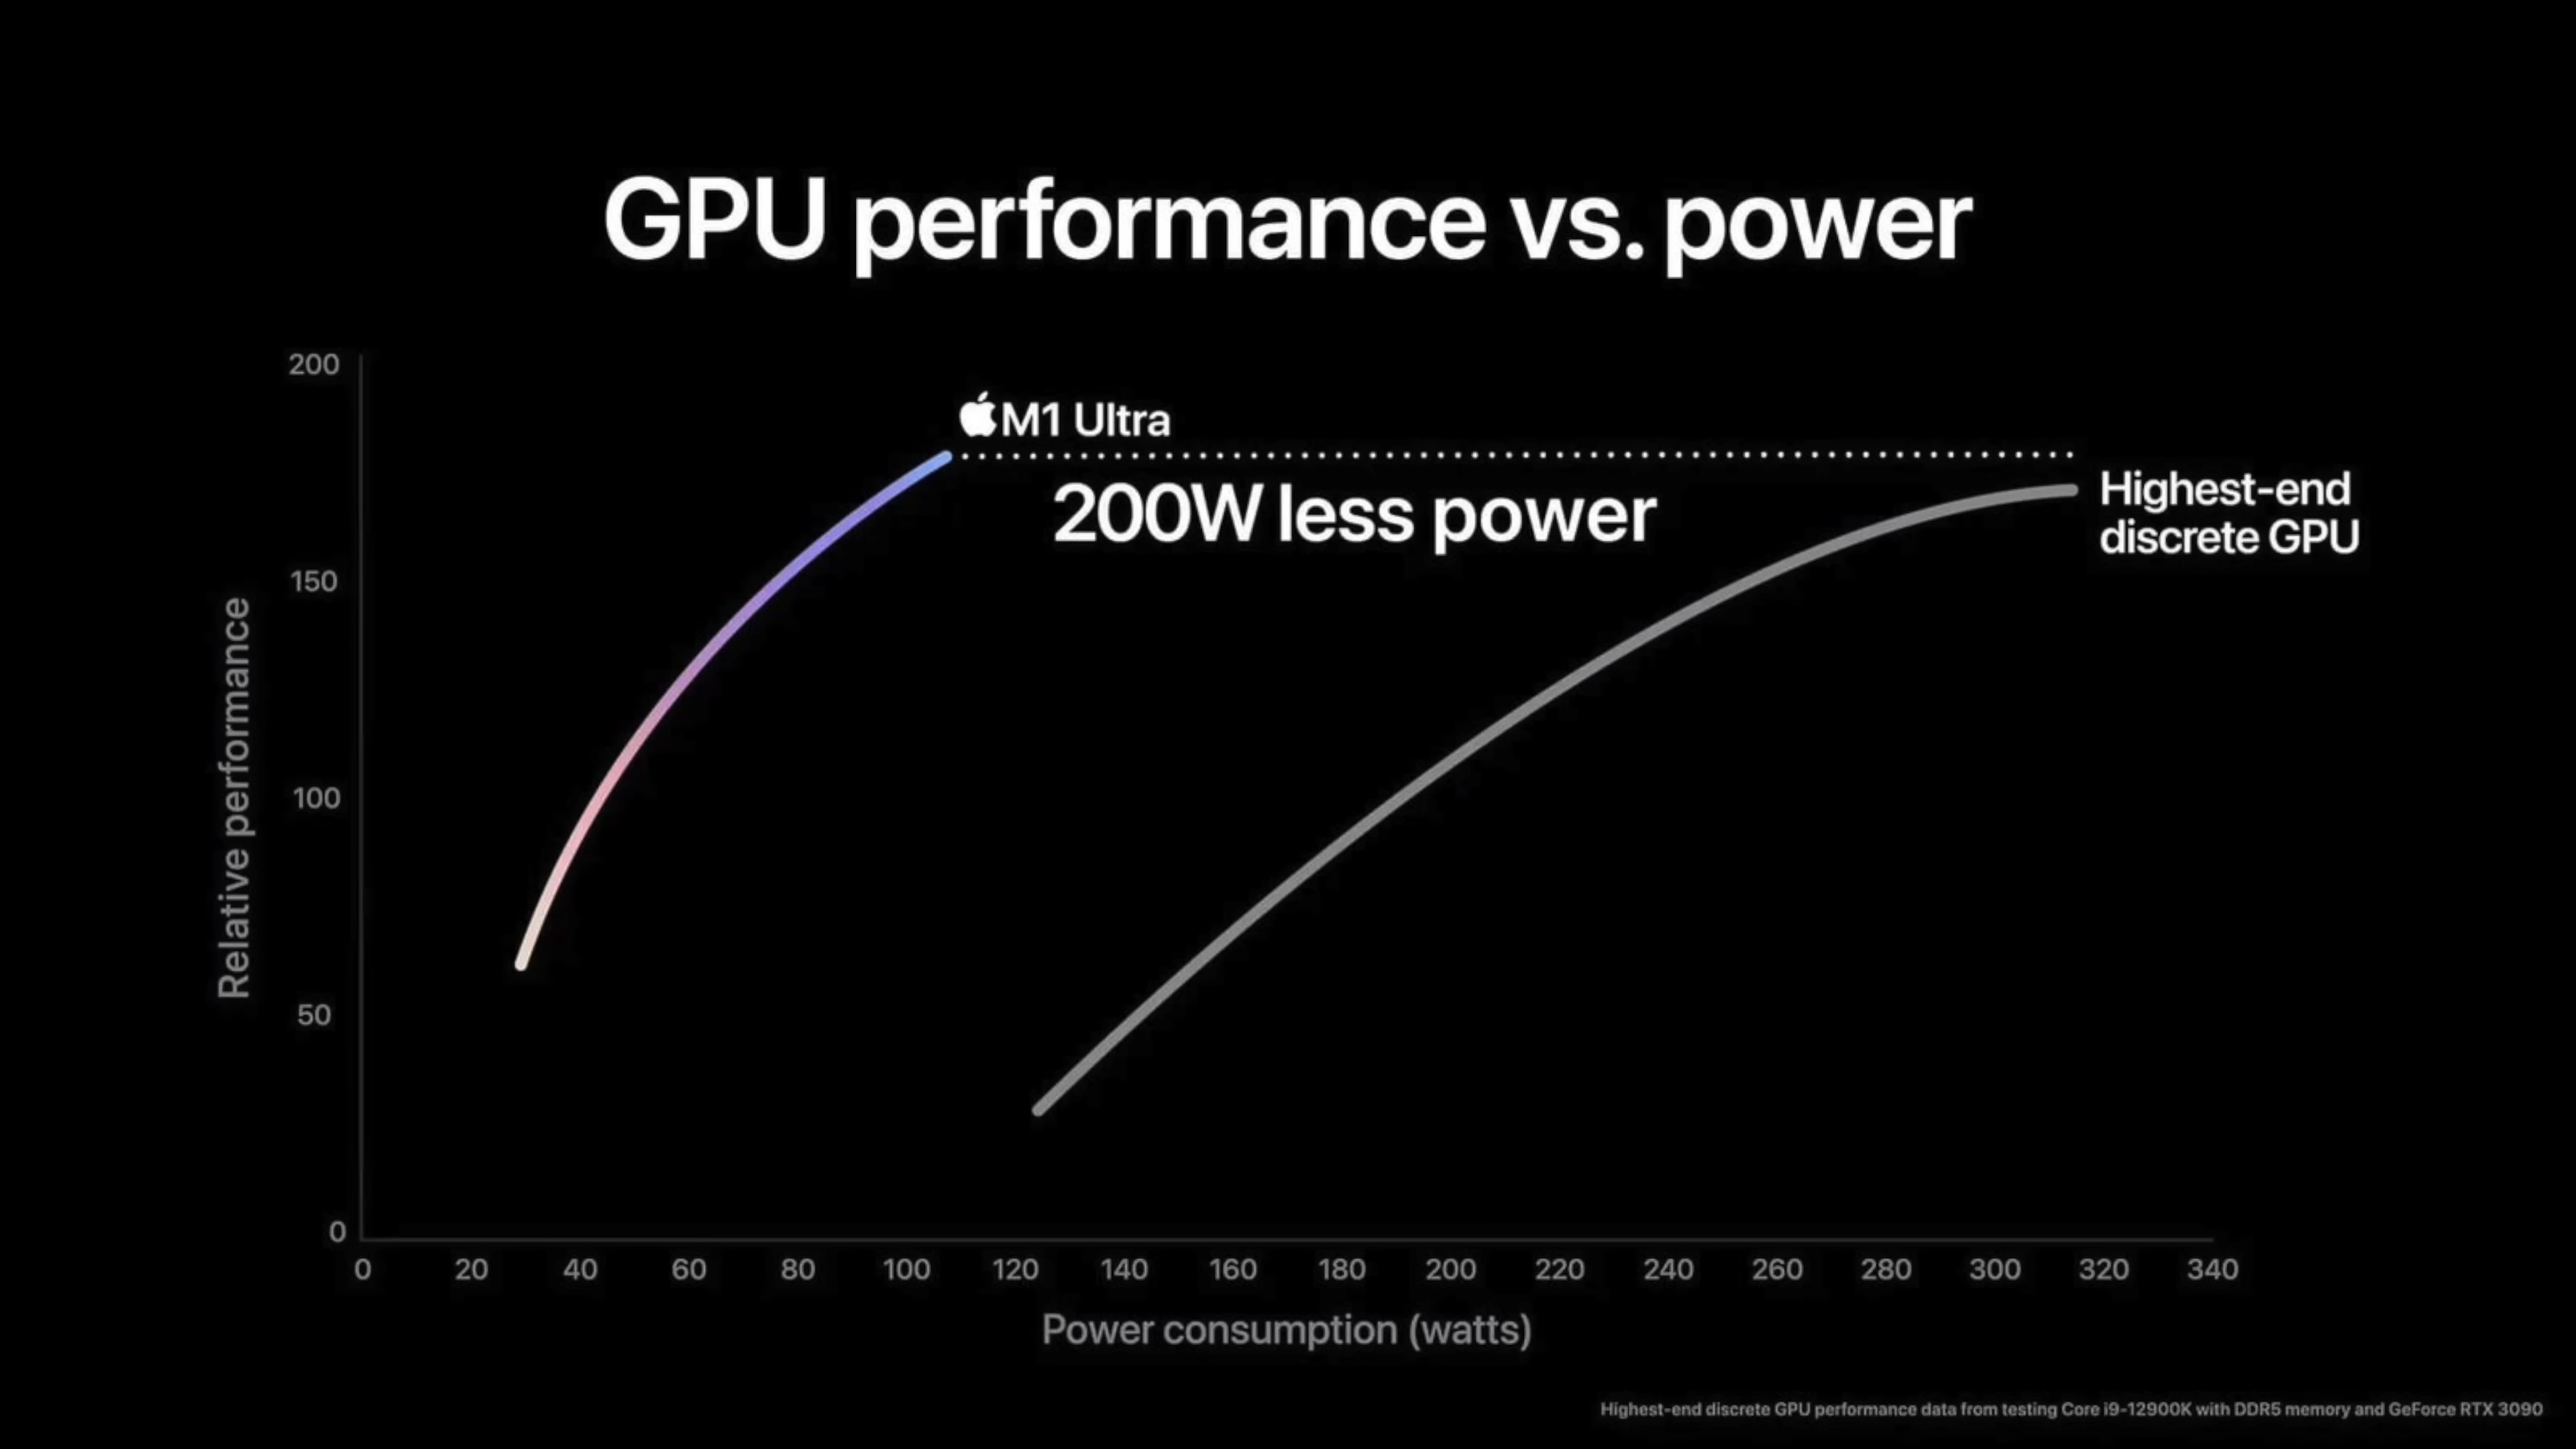 GPU performance vs. power
200
M1 Ultra
200W less power
Highest-end
discrete GPU
150
Relative performance
100
50
0
0 20 40 60 80 100 120 140 160 180 200 220 240 260 280 300 320 340
Power consumption (watts)
Highest-end discrete GPU performance data from testing Core i9-12900K with DDR5 memory and GeForce RTX 3090